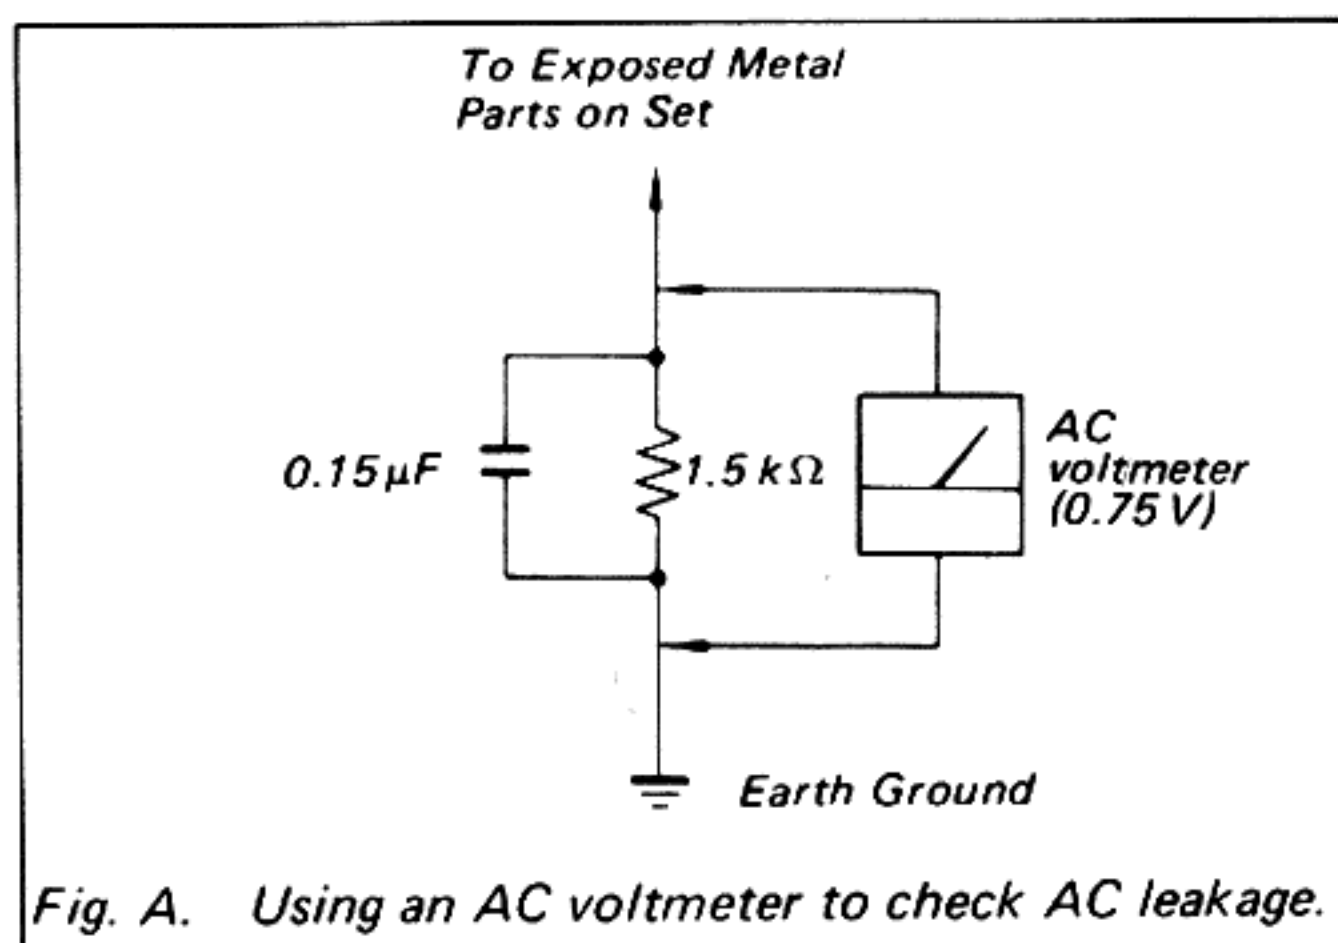 To Exposed Metal
Parts on Set
0.15μF
1.5 kΩ
AC
voltmeter
(0.75 V)
Earth Ground
Fig. A. Using an AC voltmeter to check AC leakage.